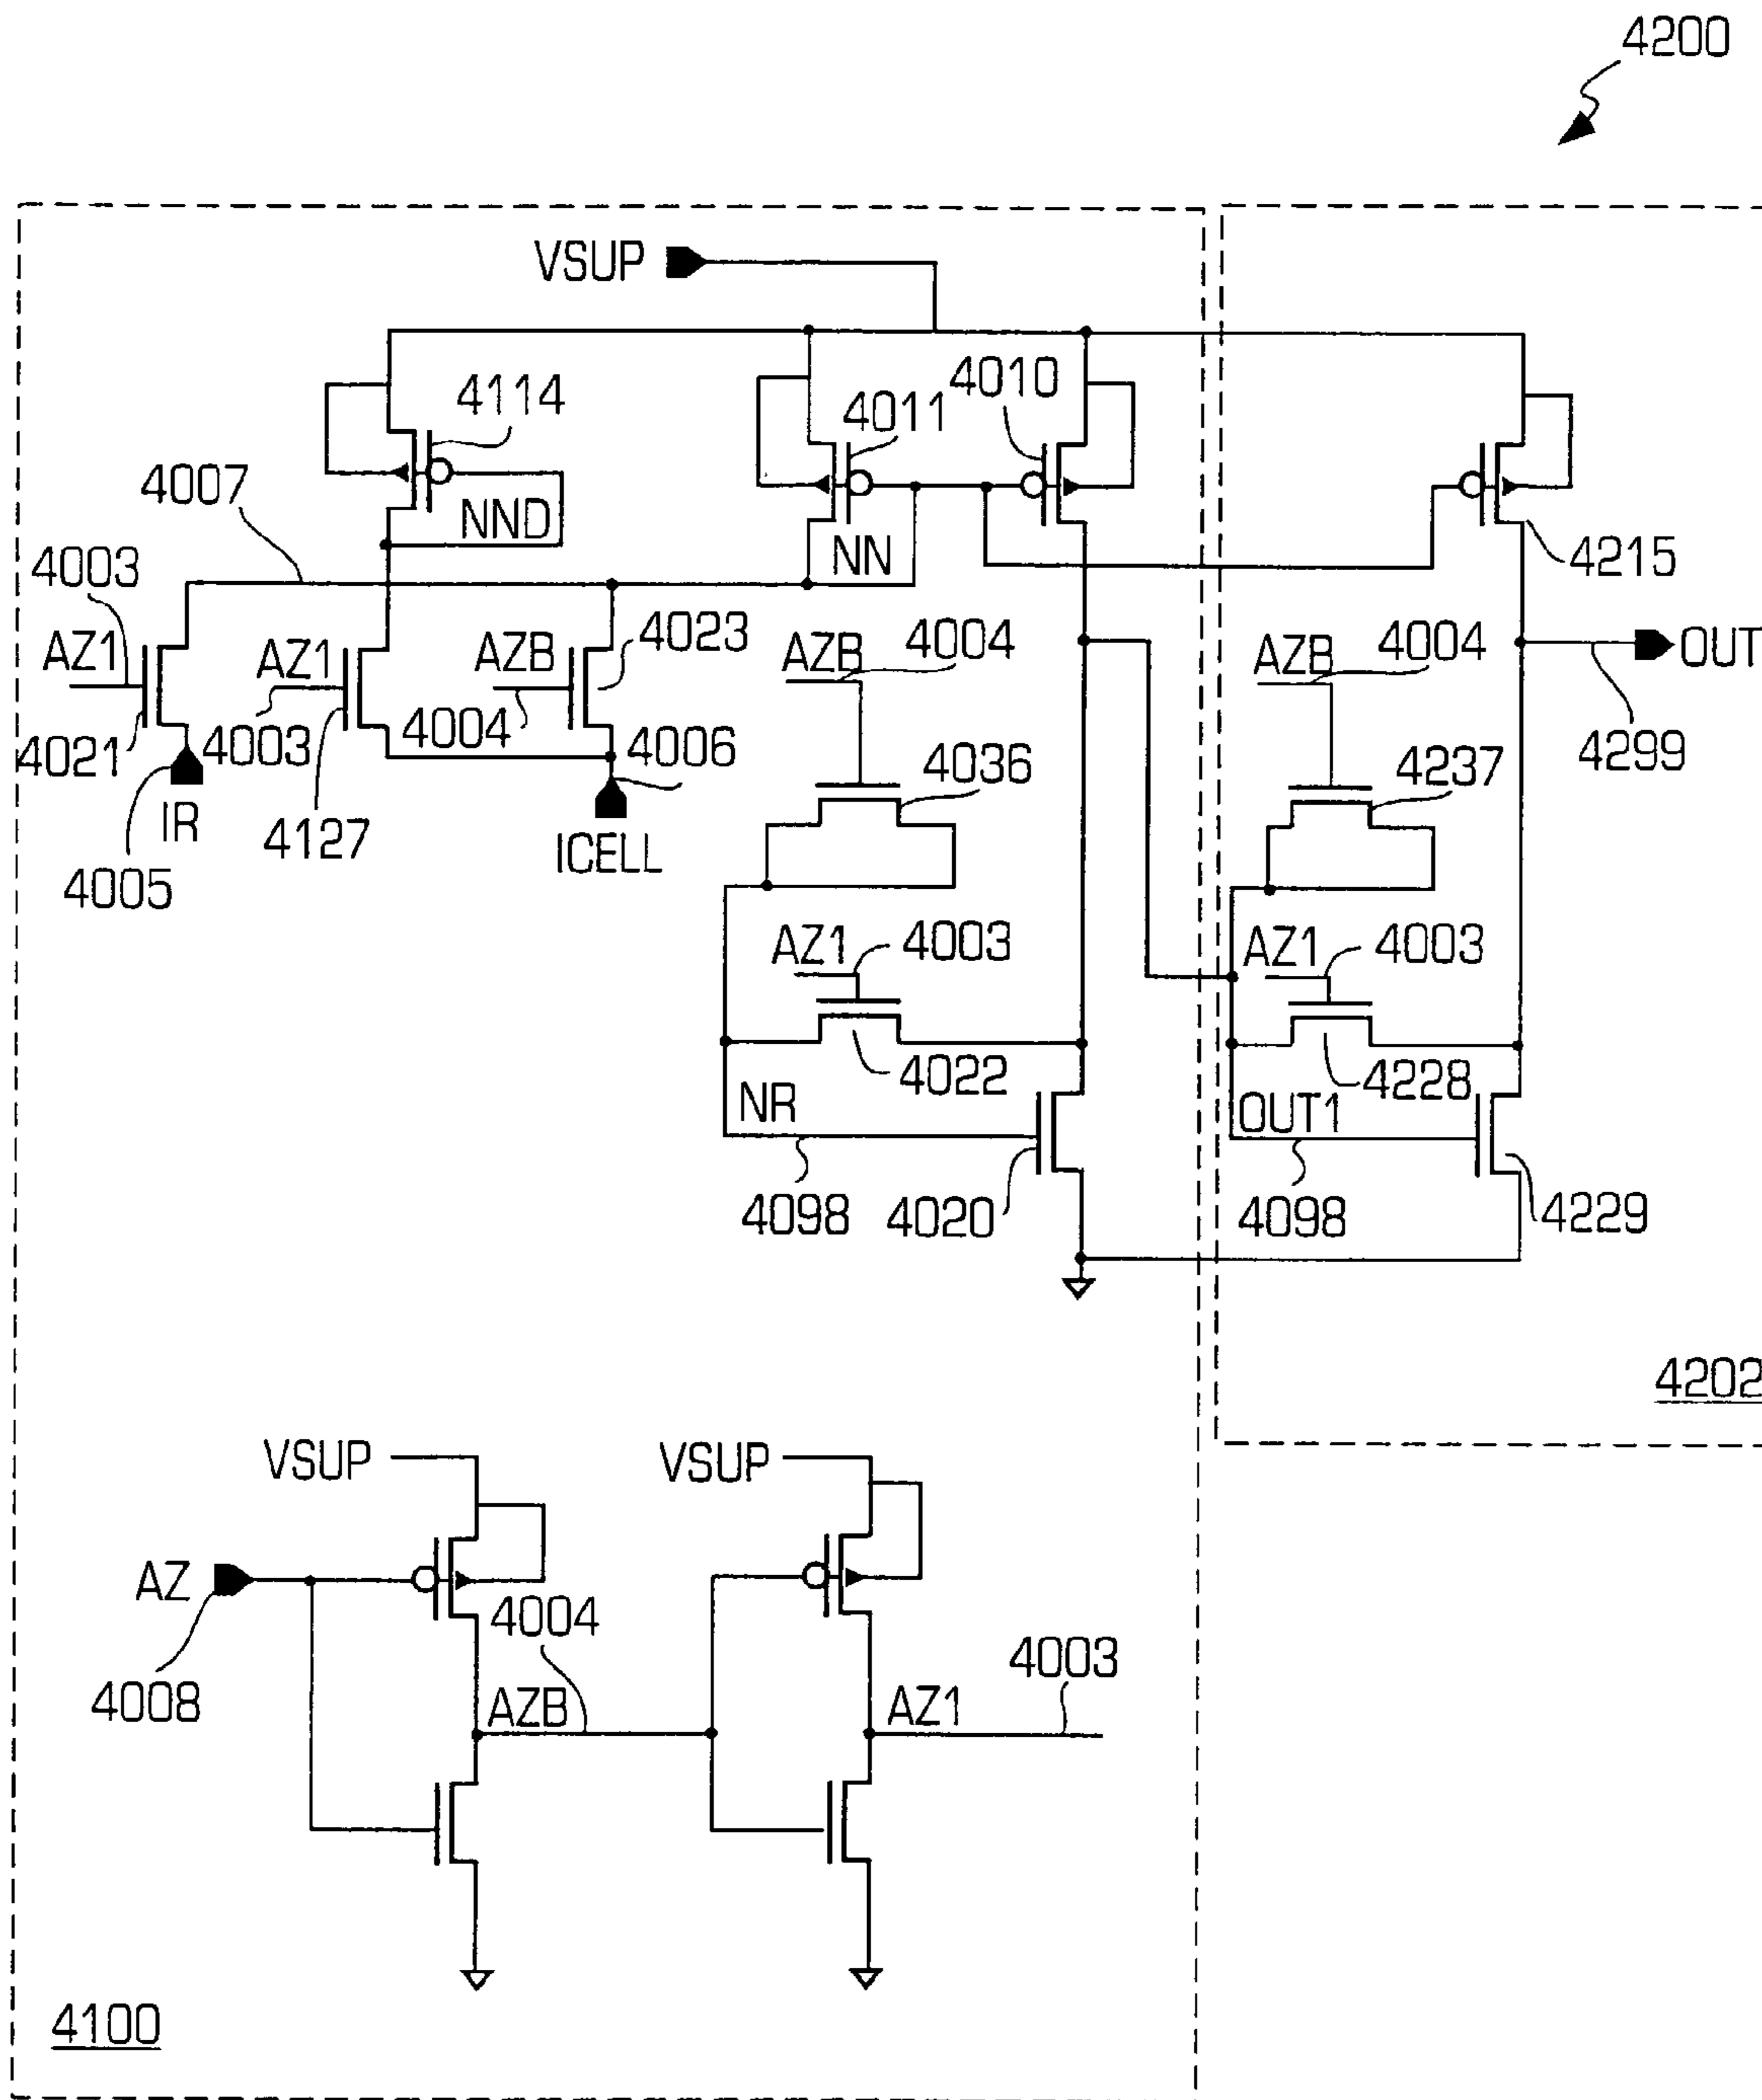 4200
VSUP
4114
4011
4010
4007
NND
NN
4215
4003
AZ1
AZ1
AZB
4023
AZB
4004
AZB
4004
OUT
4021
4003
4004
4006
4299
IR
4127
ICELL
4036
4237
4005
AZ1
4003
AZ1
4003
4022
4228
NR
OUT1
4098
4020
4098
4229
4202
VSUP
VSUP
AZ
4004
4003
4008
AZB
AZ1
4100